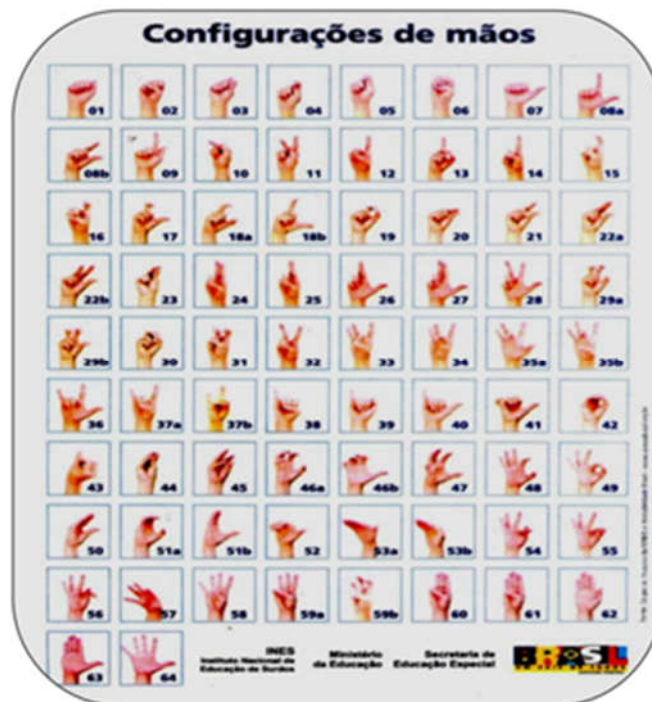 Configurações de mãos
01 02 03 04 05 06 07 08a
08b 09 10 11 12 13 14 15
16 17 18a 18b 19 20 21 22a
22b 23 24 25 26 27 28 29a
29b 30 31 32 33 34 35a 35b
36 37a 37b 38 39 40 41 42
43 44 45 46a 46b 47 48 49
50 51a 51b 52 53a 53b 54 55
56 57 58 59a 59b 60 61 62
63 64
INES
Instituto Nacional de
Educação de Surdos
Ministério
da Educação
Secretaria de
Educação Especial
BRASIL